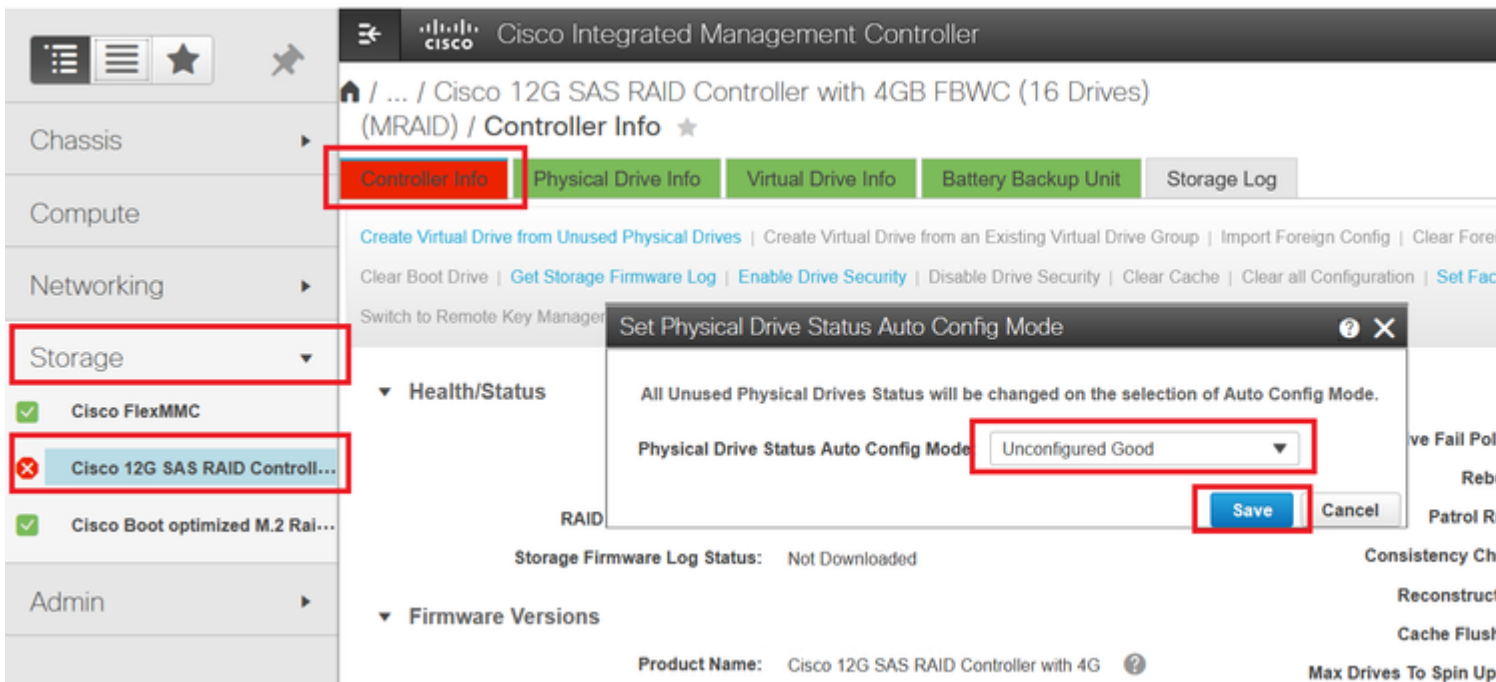 cisco
Cisco Integrated Management Controller
/ ... / Cisco 12G SAS RAID Controller with 4GB FBWC (16 Drives)
(MRAID) / Controller Info
Chassis
Compute
Networking
Storage
Cisco FlexMMC
Cisco 12G SAS RAID Controll...
Cisco Boot optimized M.2 Rai...
Admin
Controller Info
Physical Drive Info
Virtual Drive Info
Battery Backup Unit
Storage Log
Create Virtual Drive from Unused Physical Drives | Create Virtual Drive from an Existing Virtual Drive Group | Import Foreign Config | Clear Forei
Clear Boot Drive | Get Storage Firmware Log | Enable Drive Security | Disable Drive Security | Clear Cache | Clear all Configuration | Set Fac
Switch to Remote Key Manager
Set Physical Drive Status Auto Config Mode
All Unused Physical Drives Status will be changed on the selection of Auto Config Mode.
Physical Drive Status Auto Config Mode
Unconfigured Good
Save
Cancel
Health/Status
RAID
Storage Firmware Log Status: Not Downloaded
Firmware Versions
Product Name: Cisco 12G SAS RAID Controller with 4G ?
ve Fail Pol
Reb
Patrol R
Consistency Ch
Reconstruct
Cache Flush
Max Drives To Spin Up